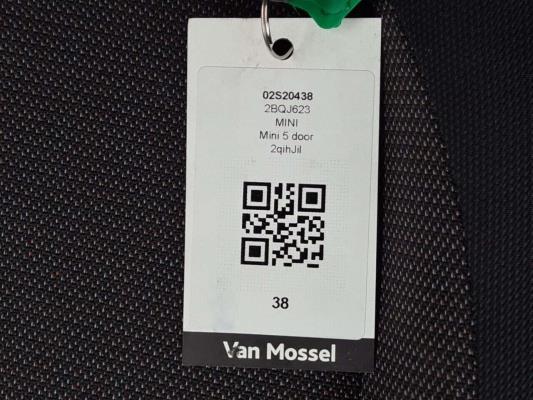 02S20438
2BQJ623
MINI
Mini 5 door
2qihJil
38
Van Mossel